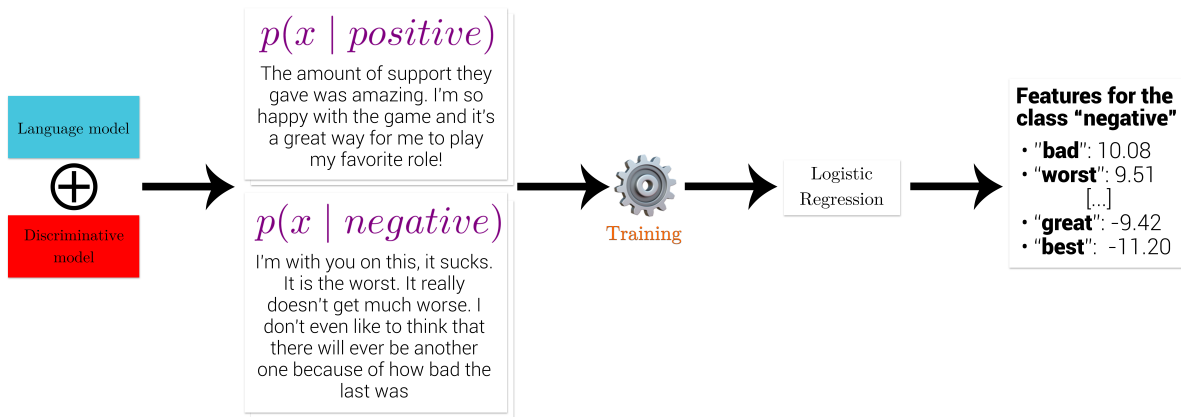 Language model
⊕
Discriminative
model
p(x | positive)
The amount of support they
gave was amazing. I'm so
happy with the game and it's
a great way for me to play
my favorite role!
p(x | negative)
I'm with you on this, it sucks.
It is the worst. It really
doesn't get much worse. I
don't even like to think that
there will ever be another
one because of how bad the
last was
Training
Logistic
Regression
Features for the
class “negative”
• "bad": 10.08
• “worst": 9.51
[...]
• “great": -9.42
• “best": -11.20